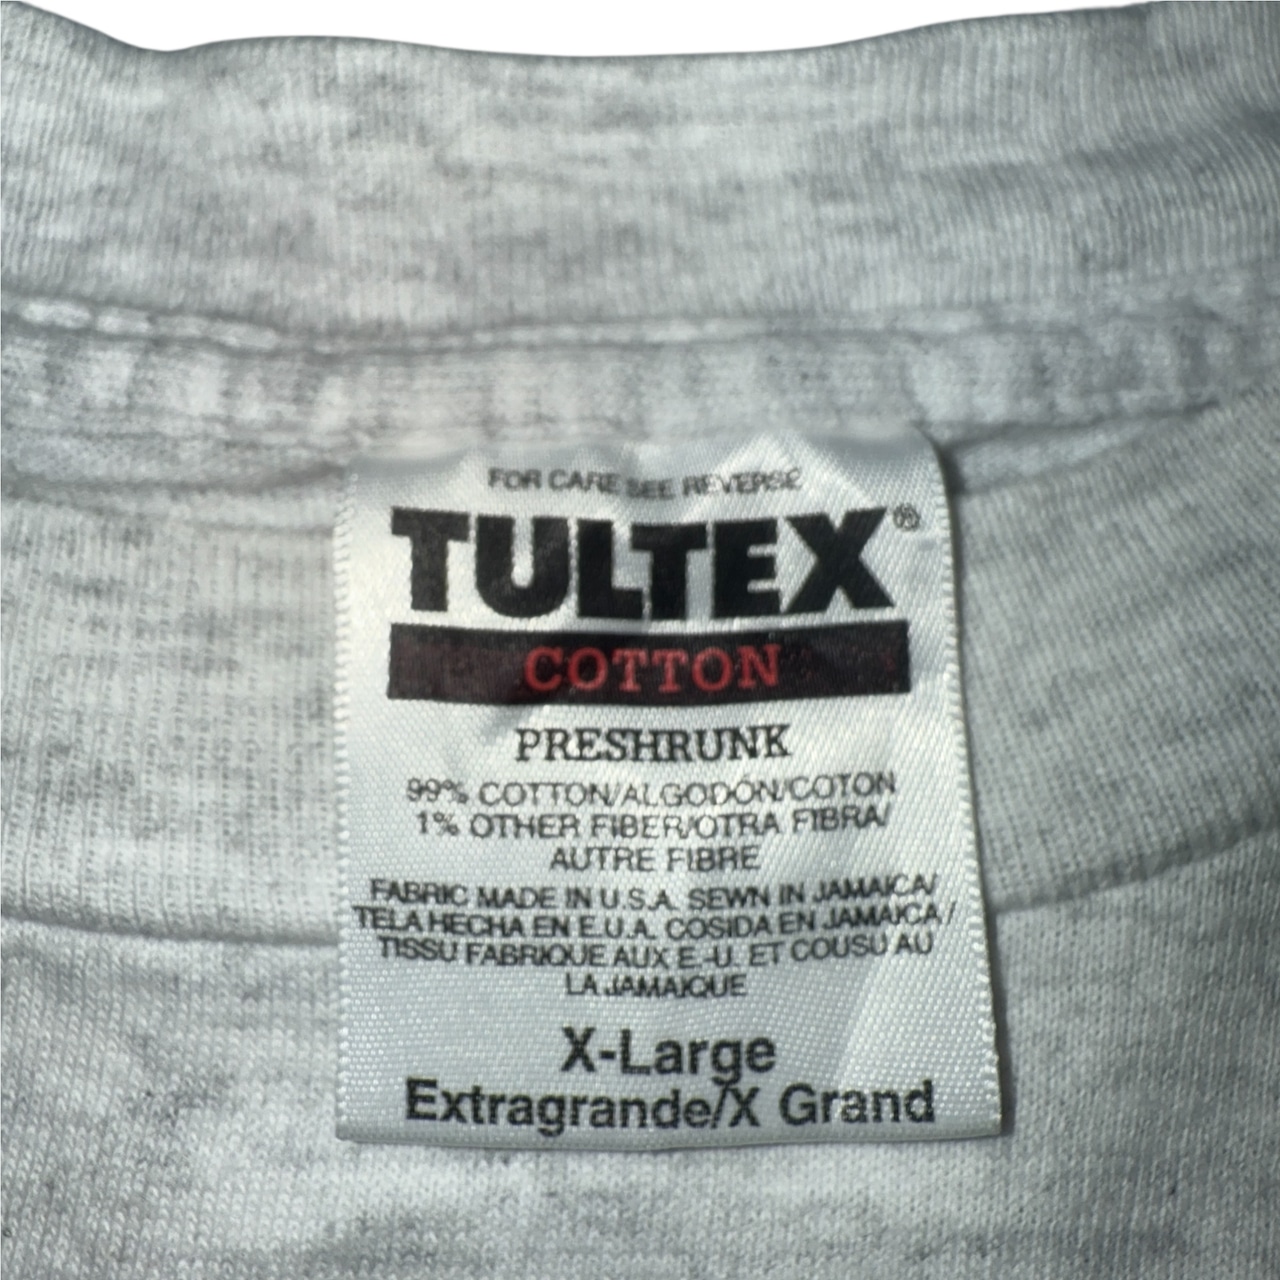 FOR CARE SEE REVERSE
TULTEX®
COTTON
PRESHRUNK
99% COTTON/ALGODÓN/COTON
1% OTHER FIBER/OTRA FIBRA/
AUTRE FIBRE
FABRIC MADE IN U.S.A. SEWN IN JAMAICA/
TELA HECHA EN E.U.A. COSIDA EN JAMAICA/
TISSU FABRIQUE AUX E.-U. ET COUSU AU
LA JAMAIQUE
X-Large
Extragrande/X Grand